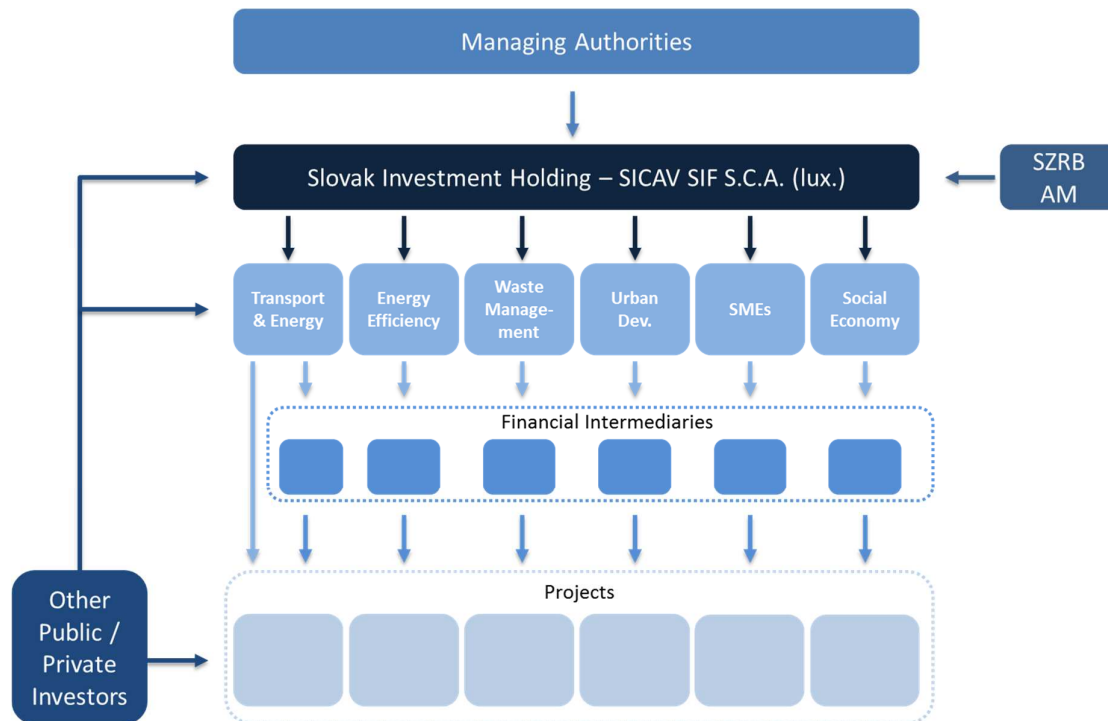 Managing Authorities
Slovak Investment Holding – SICAV SIF S.C.A. (lux.)
SZRB
AM
Transport
& Energy
Energy
Efficiency
Waste
Manage-
ment
Urban
Dev.
SMEs
Social
Economy
Financial Intermediaries
Projects
Other
Public /
Private
Investors